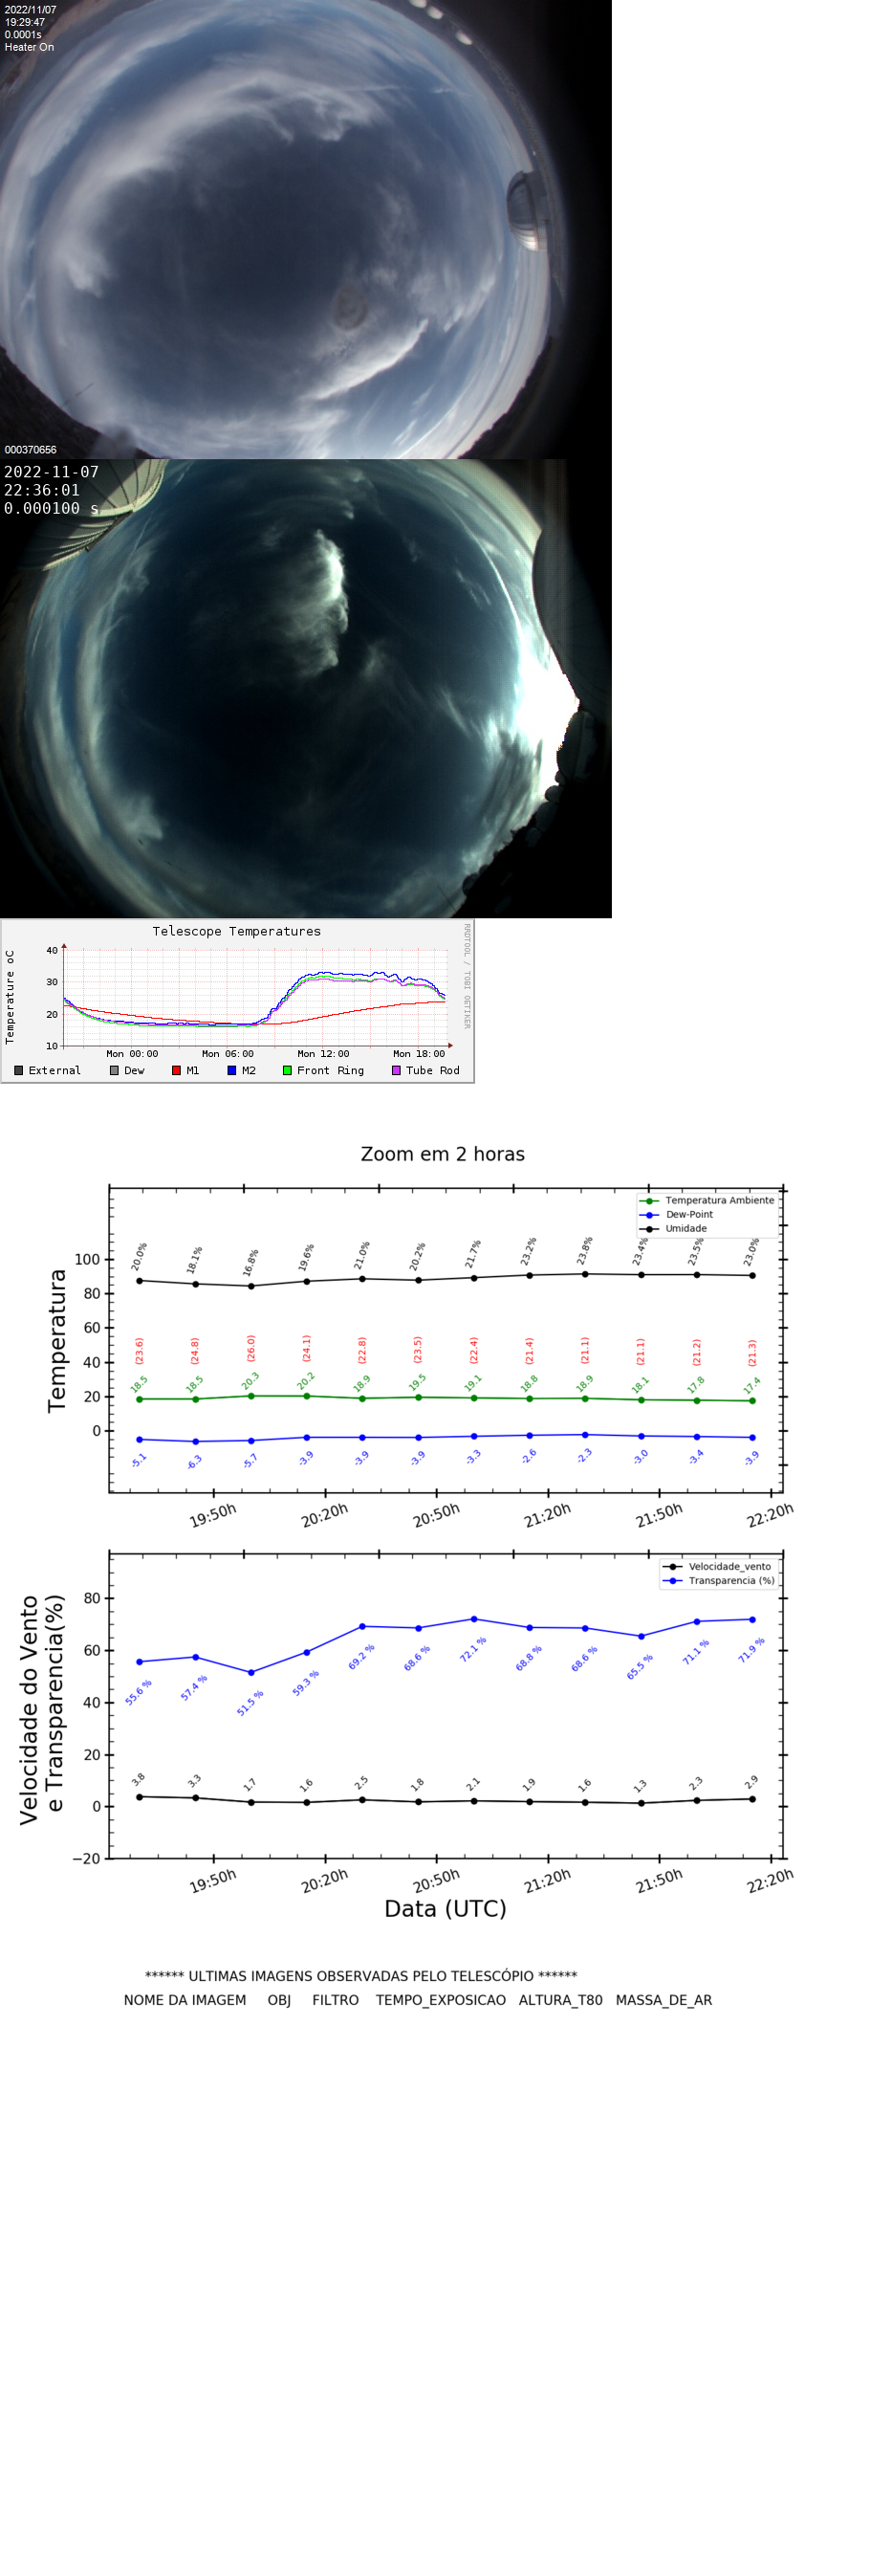 2022/11/07
19:29:47
0.0001s
Heater On
000370656
2022-11-07
22:36:01
0.000100 s
Telescope Temperatures
RRDTOOL / TOBI OETIKER
Temperature oC
40
30
20
10
Mon 00:00 Mon 06:00 Mon 12:00 Mon 18:00
External Dew M1 M2 Front Ring Tube Rod
Zoom em 2 horas
Temperatura Ambiente
Dew-Point
Umidade
Temperatura
100
80
60
40
20
0
20.0% 18.1% 16.8% 19.6% 21.0% 20.2% 21.7% 23.2% 23.8% 23.4% 23.5% 23.0%
(23.6) (24.8) (26.0) (24.1) (22.8) (23.5) (22.4) (21.4) (21.1) (21.1) (21.2) (21.3)
18.5 18.5 20.3 20.2 18.9 19.5 19.1 18.8 18.9 18.1 17.8 17.4
-5.1 -6.3 -5.7 -3.9 -3.9 -3.9 -3.3 -2.6 -2.3 -3.0 -3.4 -3.9
19:50h 20:20h 20:50h 21:20h 21:50h 22:20h
Velocidade_vento
Transparencia (%)
Velocidade do Vento
e Transparencia(%)
80
60
40
20
0
−20
55.6 % 57.4 % 51.5 % 59.3 % 69.2 % 68.6 % 72.1 % 68.8 % 68.6 % 65.5 % 71.1 % 71.9 %
3.8 3.3 1.7 1.6 2.5 1.8 2.1 1.9 1.6 1.3 2.3 2.9
19:50h 20:20h 20:50h 21:20h 21:50h 22:20h
Data (UTC)
****** ULTIMAS IMAGENS OBSERVADAS PELO TELESCÓPIO ******
NOME DA IMAGEM OBJ FILTRO TEMPO_EXPOSICAO ALTURA_T80 MASSA_DE_AR